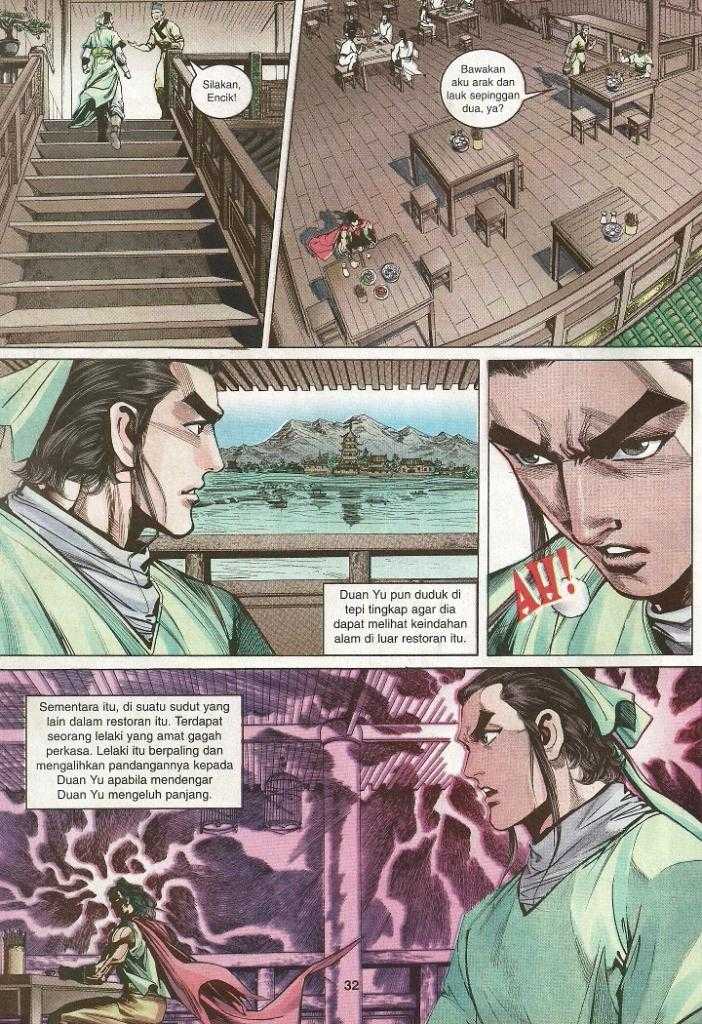 Silakan,
Encik!
Bawakan
aku arak dan
lauk sepinggan
dua, ya?
Duan Yu pun duduk di
tepi tingkap agar dia
dapat melihat keindahan
alam di luar restoran itu.
AH!
Sementara itu, di suatu sudut yang
lain dalam restoran itu. Terdapat
seorang lelaki yang amat gagah
perkasa. Lelaki itu berpaling dan
mengalihkan pandangannya kepada
Duan Yu apabila mendengar
Duan Yu mengeluh panjang.
32